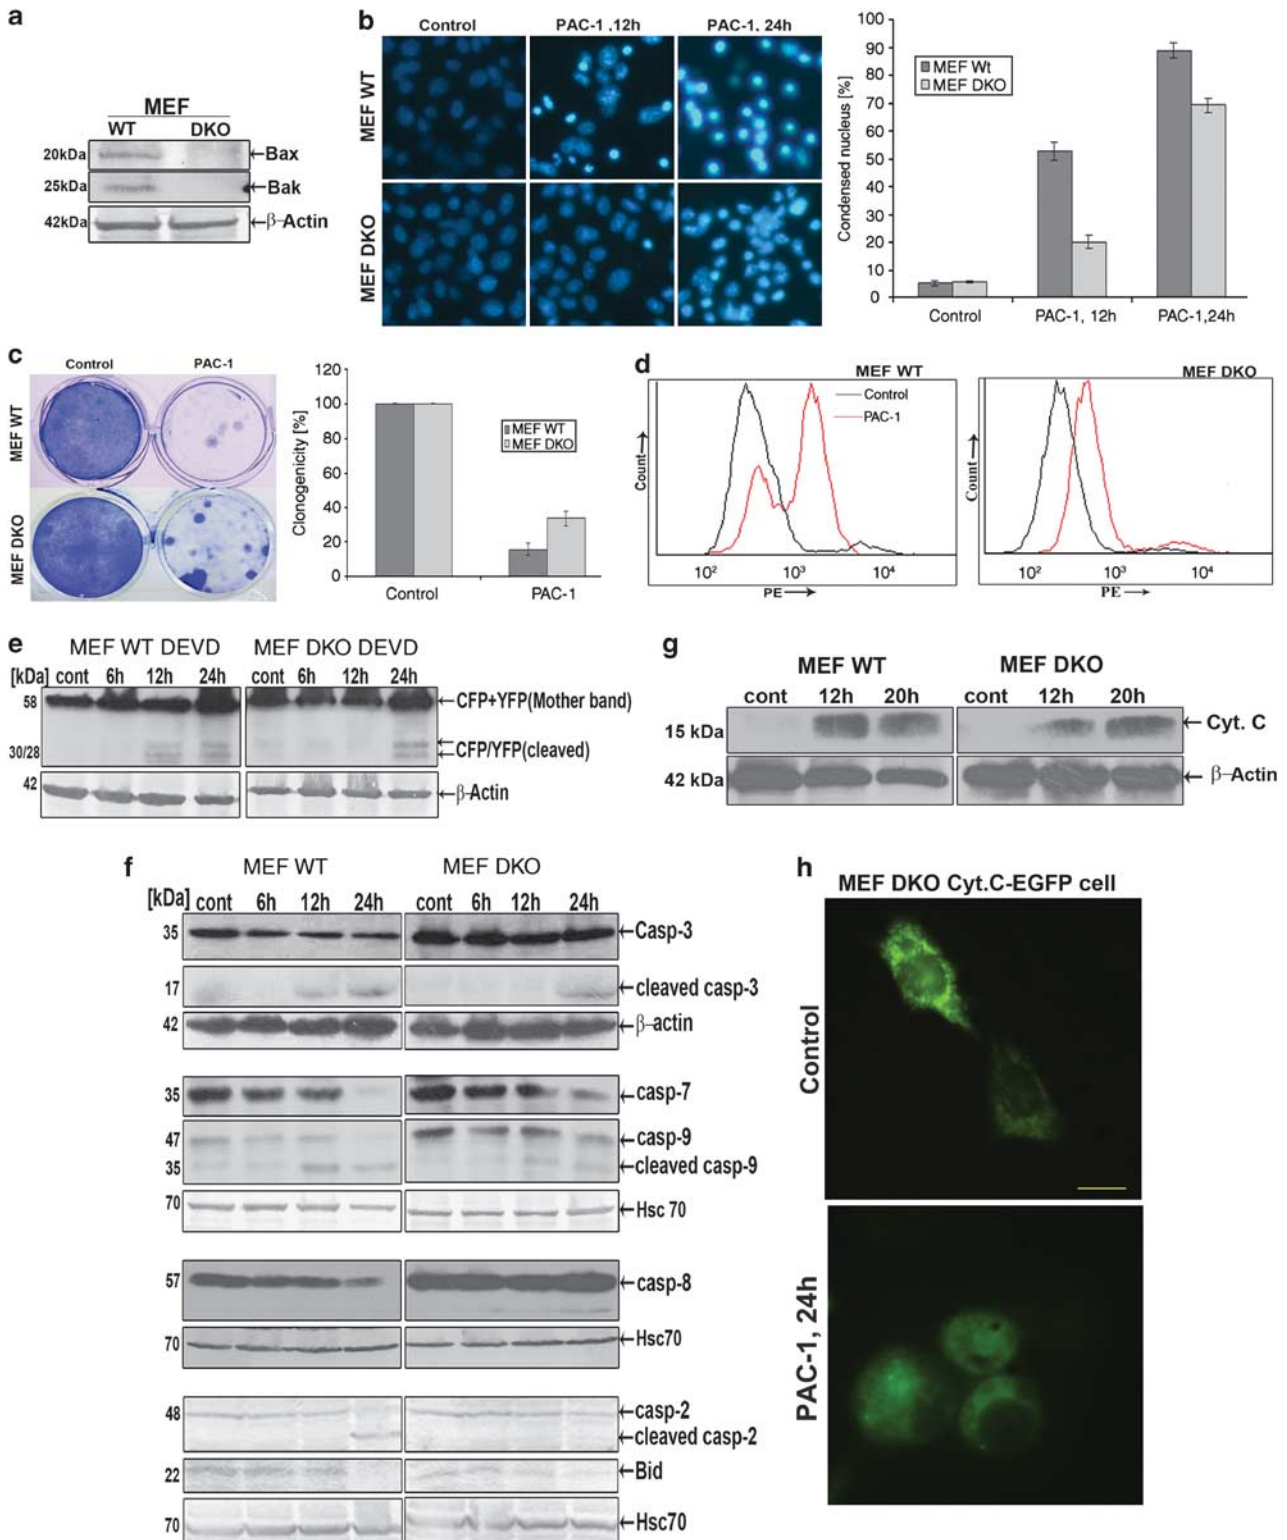 a
MEF
WT DKO
20kDa
←Bax
25kDa
←Bak
42kDa
←β-Actin
b
Control
PAC-1 ,12h
PAC-1, 24h
MEF WT
MEF DKO
Condensed nucleus [%]
100
90
80
70
60
50
40
30
20
10
0
MEF Wt
MEF DKO
Control
PAC-1, 12h
PAC-1,24h
c
Control
PAC-1
MEF WT
MEF DKO
Clonogenicity [%]
120
100
80
60
40
20
0
MEF WT
MEF DKO
Control
PAC-1
d
MEF WT
Control
PAC-1
Count→
10² 10³ 10⁴
PE→
MEF DKO
Count→
10² 10³ 10⁴
PE→
e
MEF WT DEVD
MEF DKO DEVD
[kDa]
cont 6h 12h 24h
cont 6h 12h 24h
58
←CFP+YFP(Mother band)
30/28
←CFP/YFP(cleaved)
42
←β-Actin
g
MEF WT
MEF DKO
cont 12h 20h
cont 12h 20h
15 kDa
←Cyt. C
42 kDa
←β-Actin
f
MEF WT
MEF DKO
[kDa]
cont 6h 12h 24h
cont 6h 12h 24h
35
←Casp-3
17
←cleaved casp-3
42
←β-actin
35
←casp-7
47
←casp-9
35
←cleaved casp-9
70
←Hsc 70
57
←casp-8
70
←Hsc70
48
←casp-2
←cleaved casp-2
22
←Bid
70
←Hsc70
h
MEF DKO Cyt.C-EGFP cell
Control
PAC-1, 24h